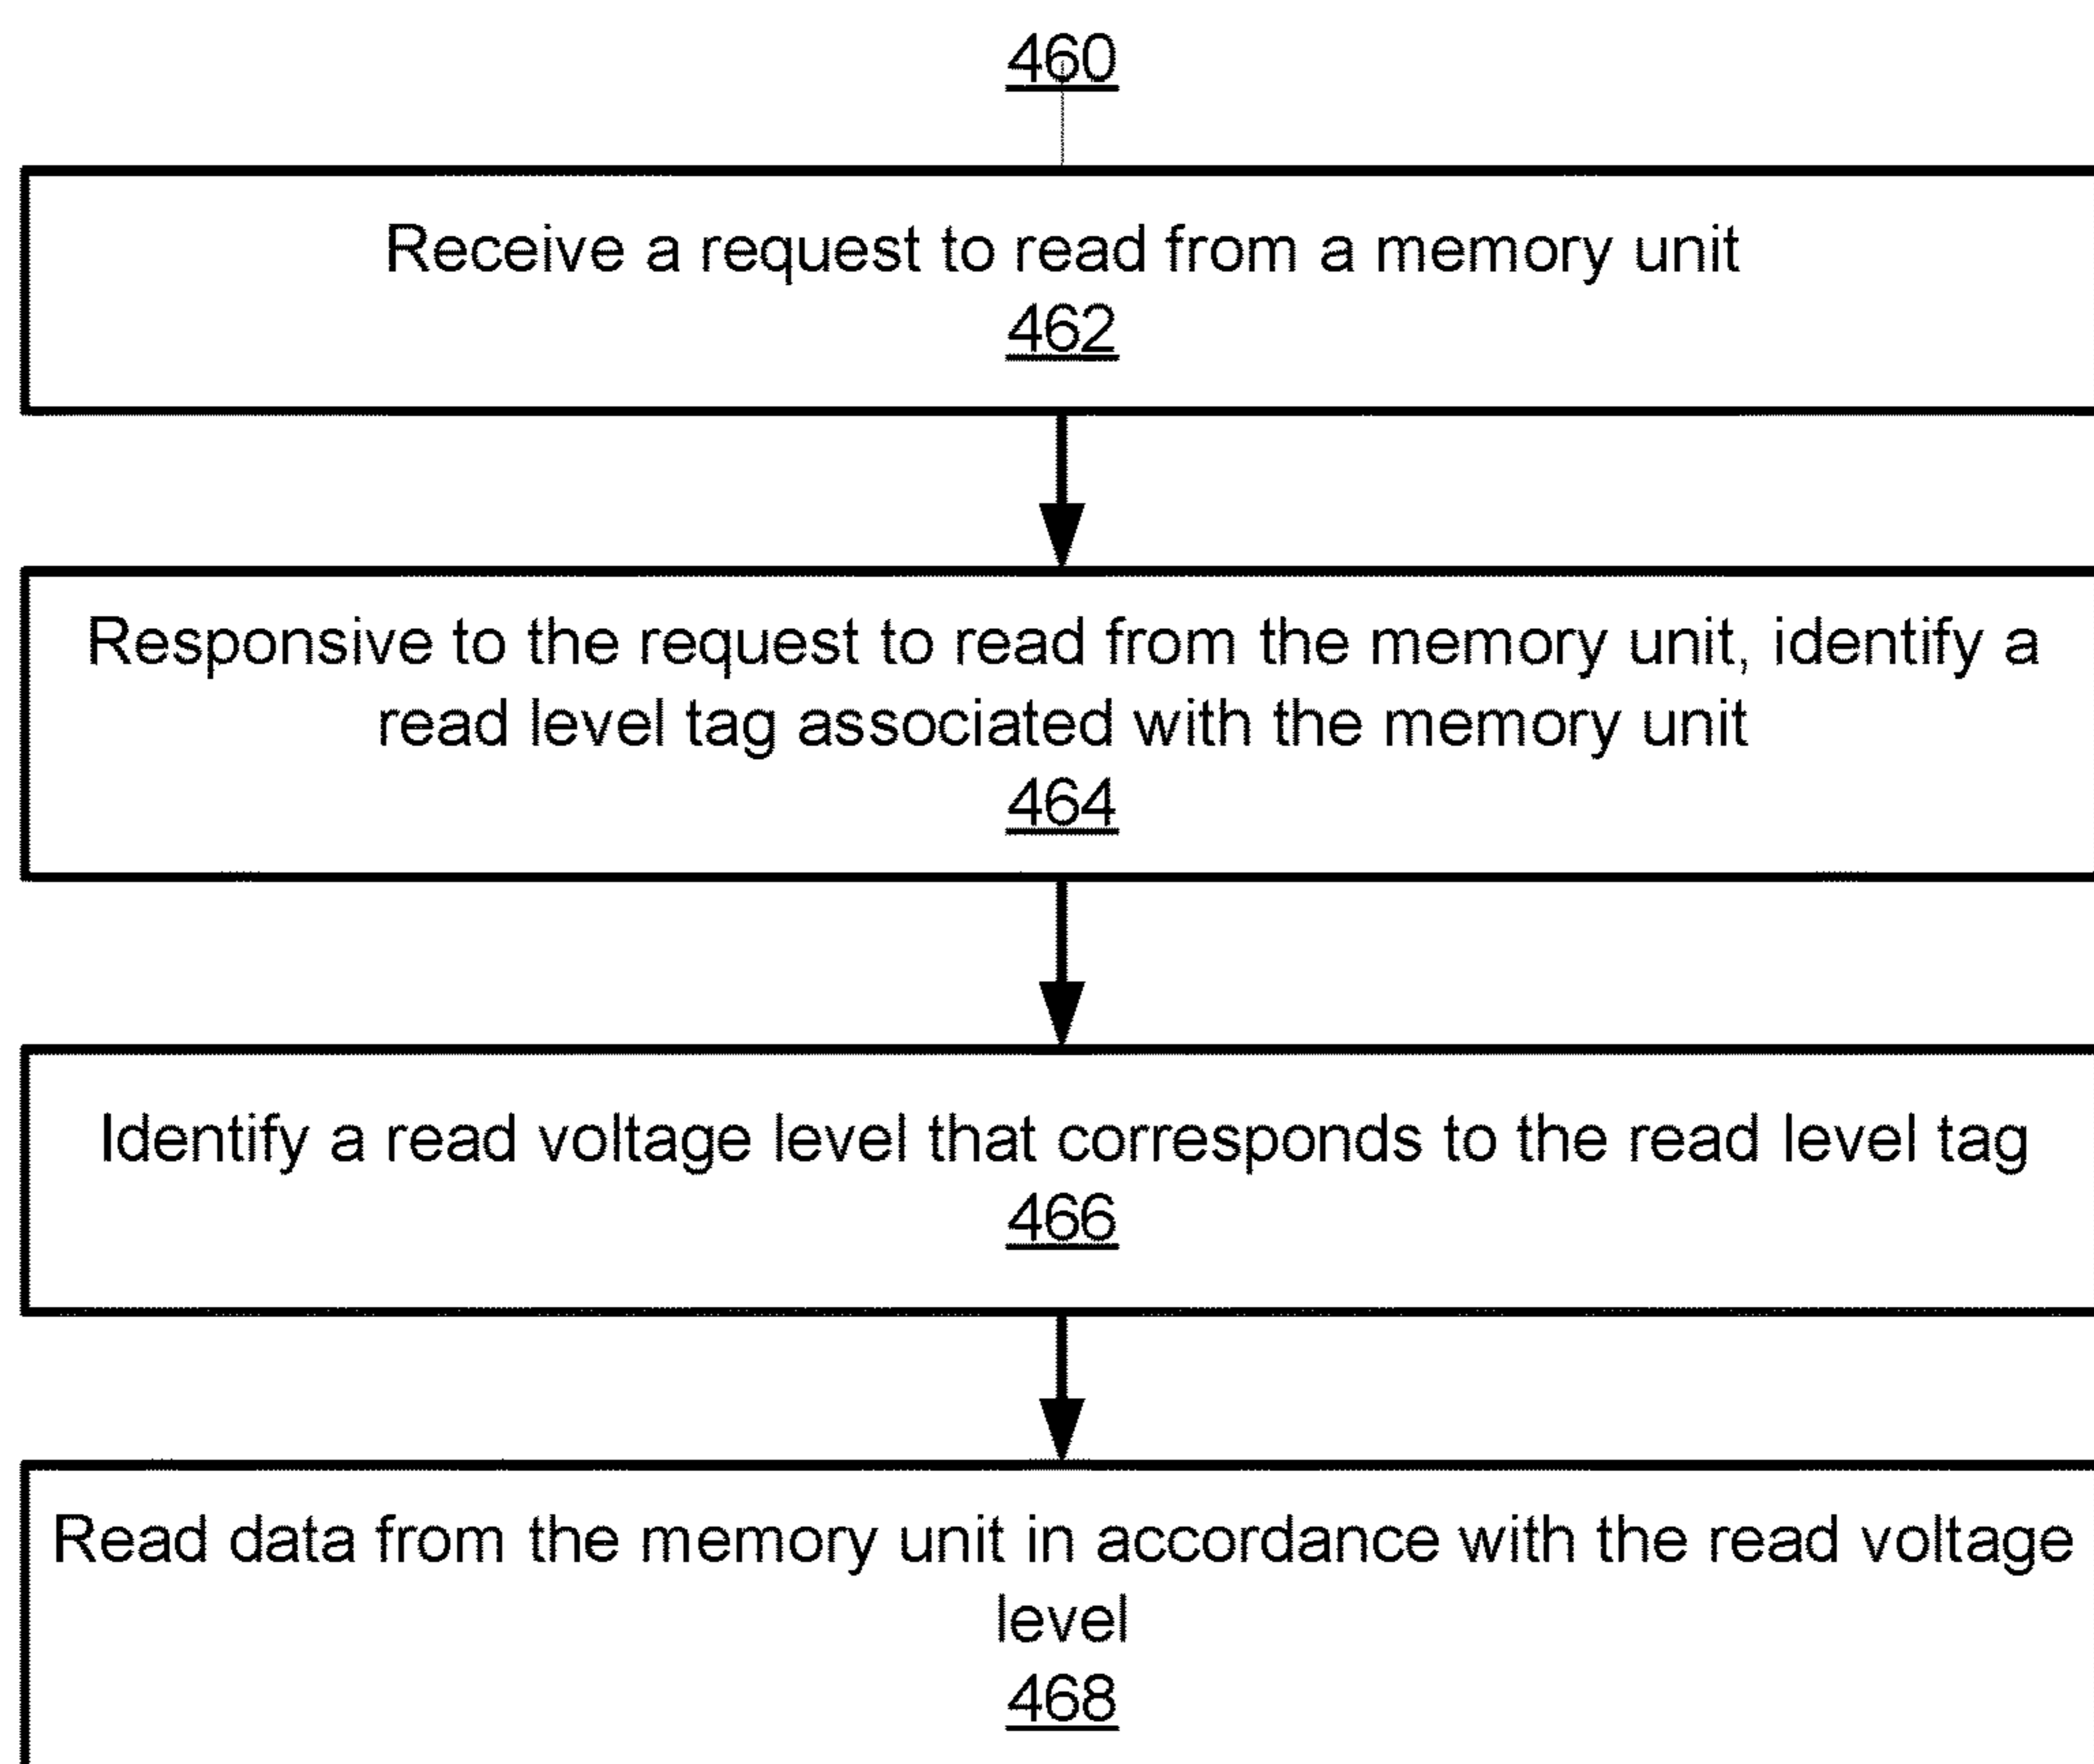 460
Receive a request to read from a memory unit
462
Responsive to the request to read from the memory unit, identify a
read level tag associated with the memory unit
464
Identify a read voltage level that corresponds to the read level tag
466
Read data from the memory unit in accordance with the read voltage
level
468